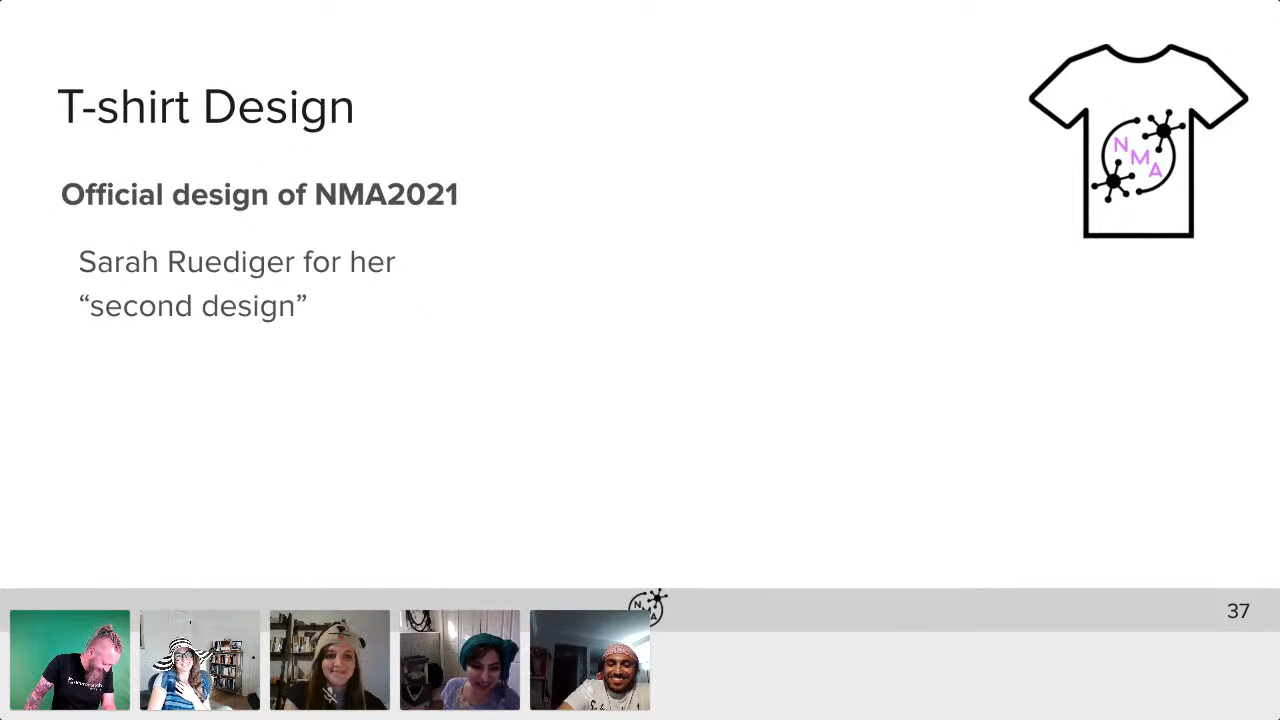 T-shirt Design
Official design of NMA2021
Sarah Ruediger for her
“second design”
N
M
A
N
A
37